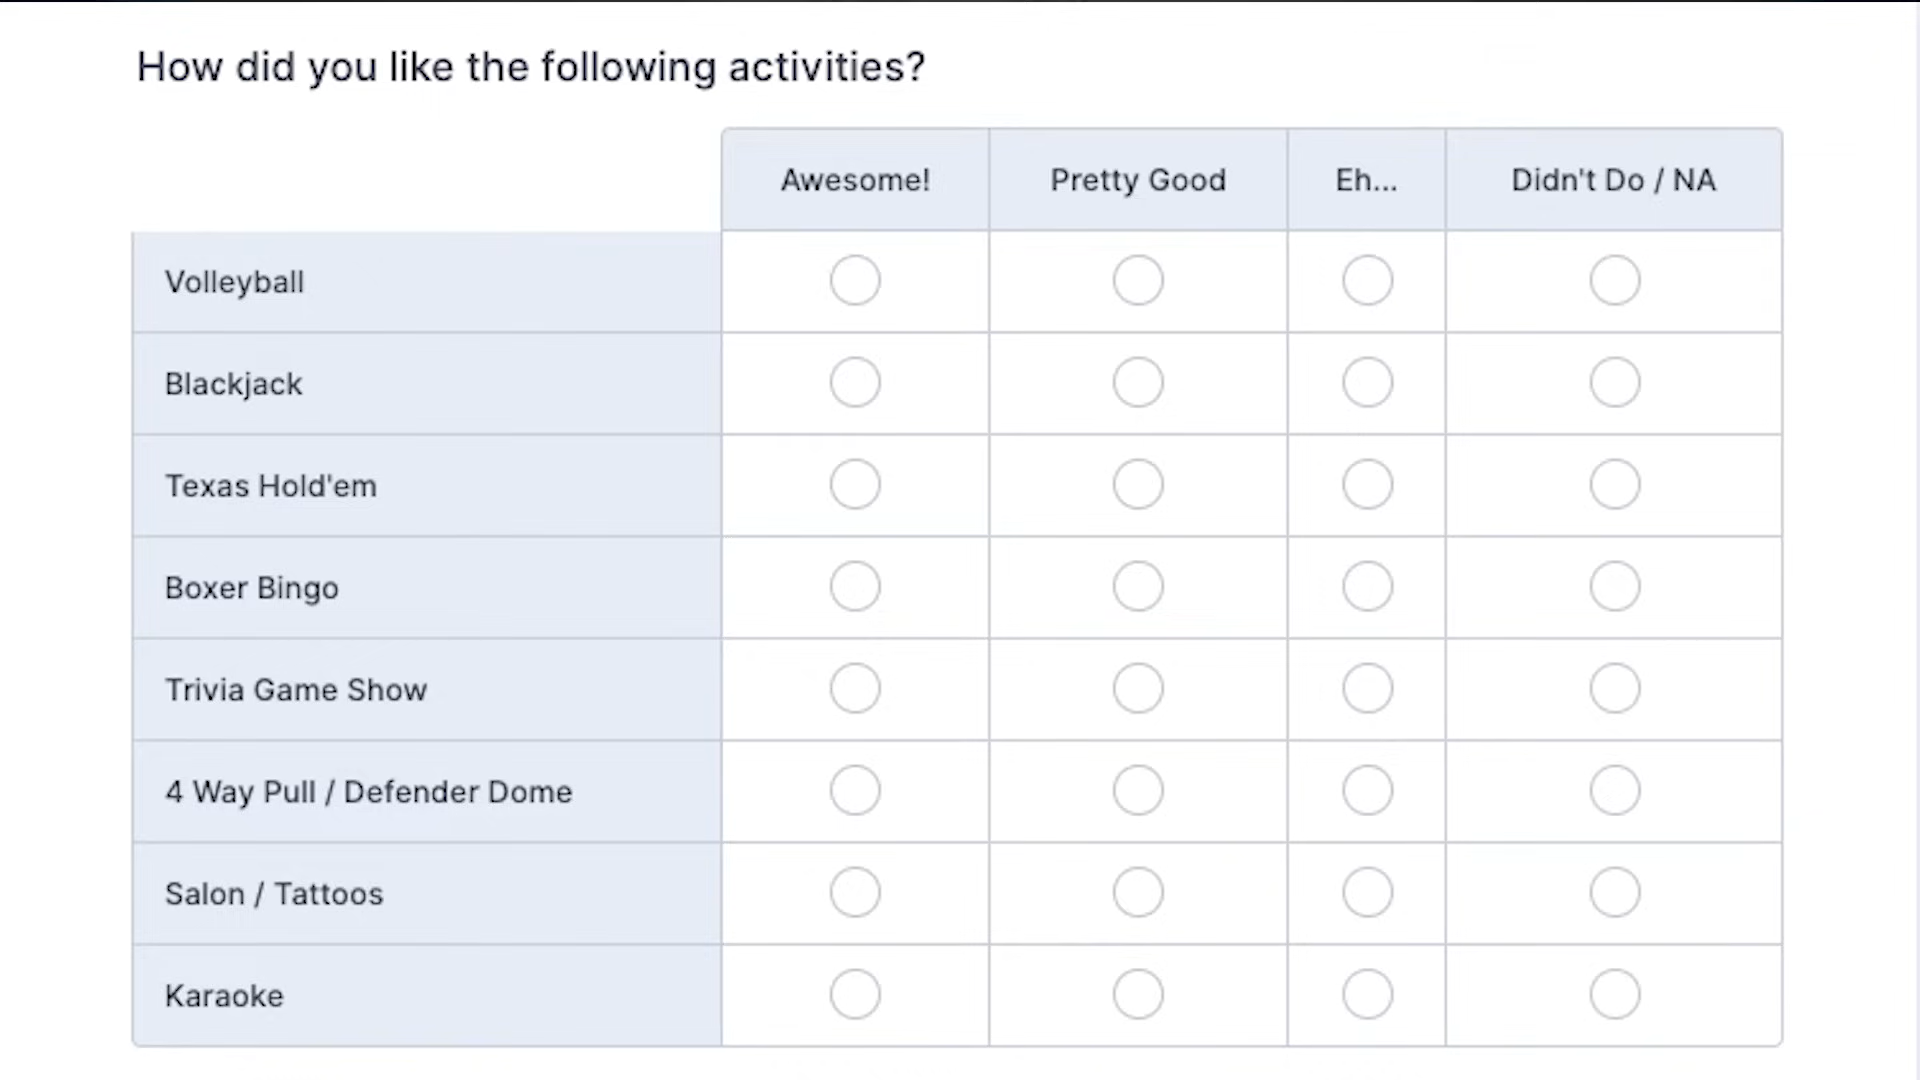 How did you like the following activities?
Awesome! Pretty Good Eh... Didn't Do / NA
Volleyball
Blackjack
Texas Hold'em
Boxer Bingo
Trivia Game Show
4 Way Pull / Defender Dome
Salon / Tattoos
Karaoke